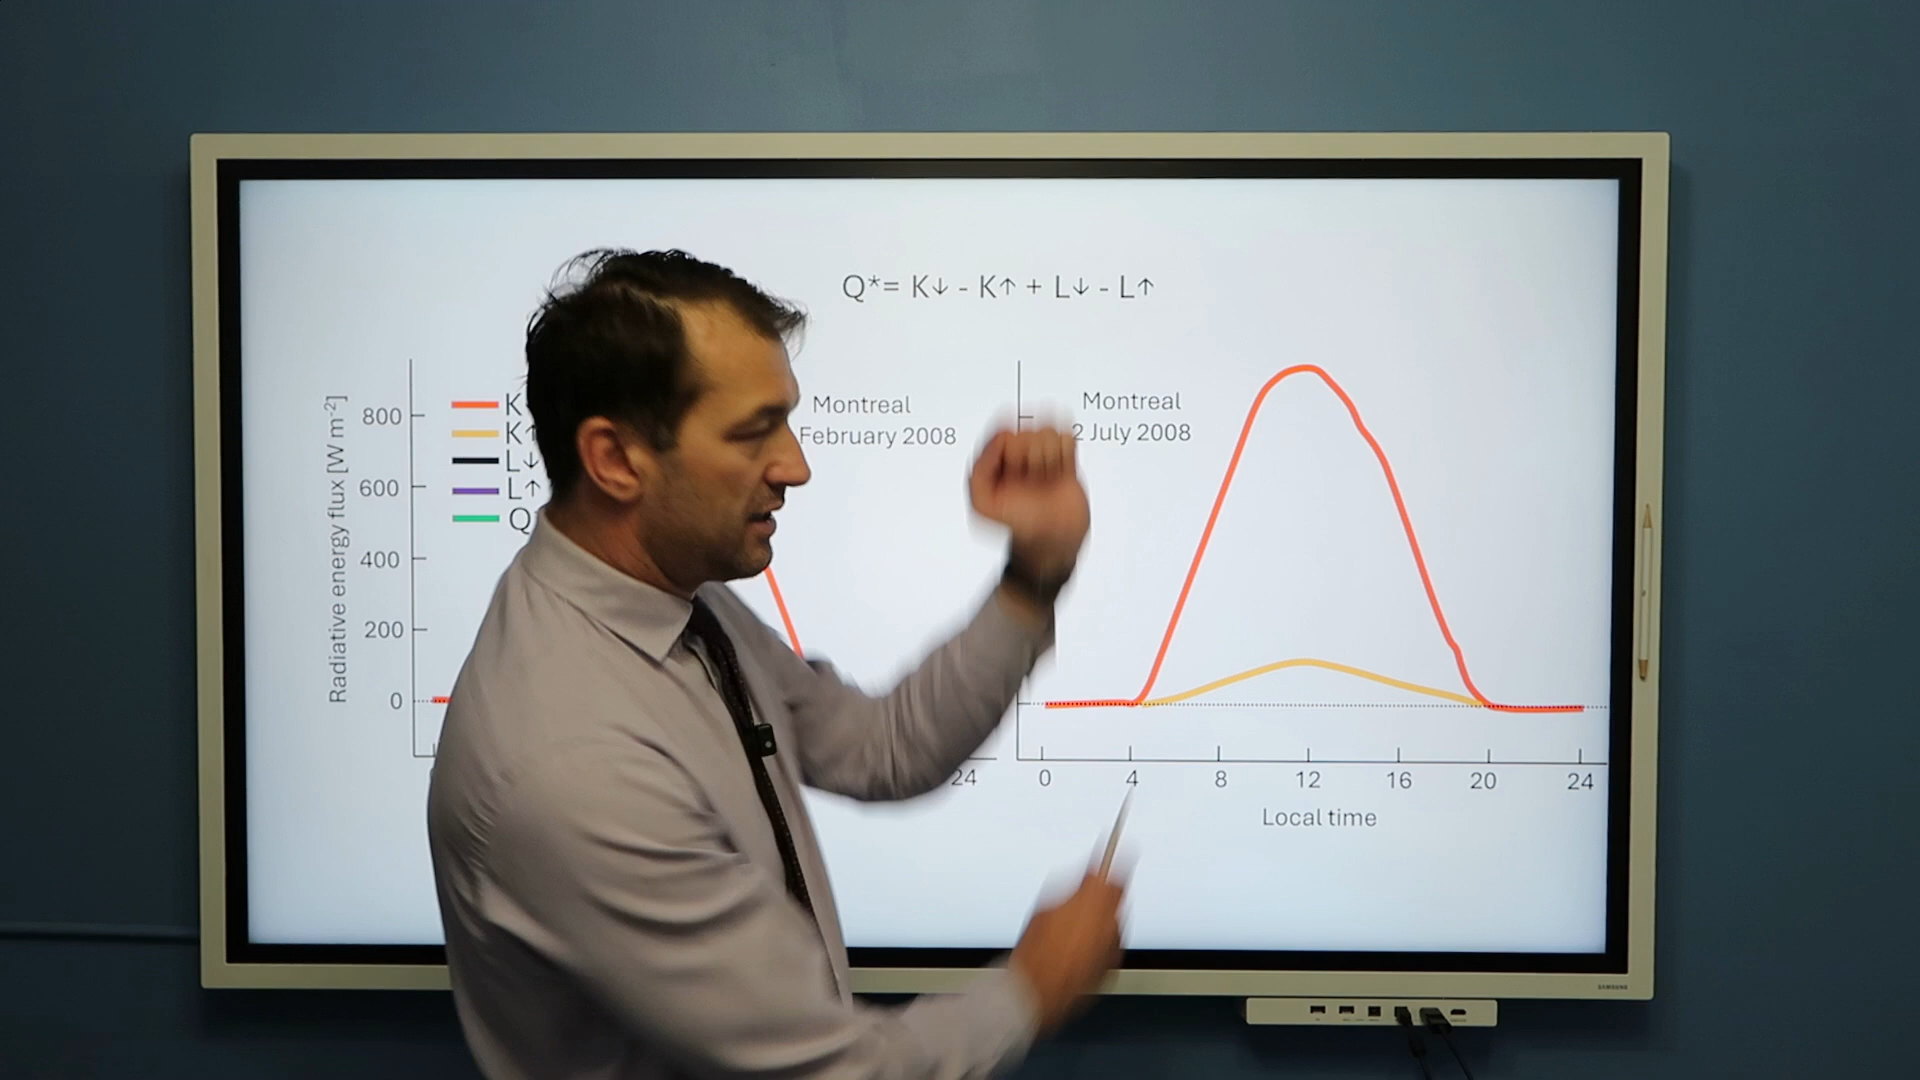 Q*= K↓ - K↑ + L↓ - L↑
Radiative energy flux [W m-2]
800
600
400
200
0
K
K↑
L↓
L↑
Q
Montreal
February 2008
24
Montreal
2 July 2008
0 4 8 12 16 20 24
Local time
SAMSUNG